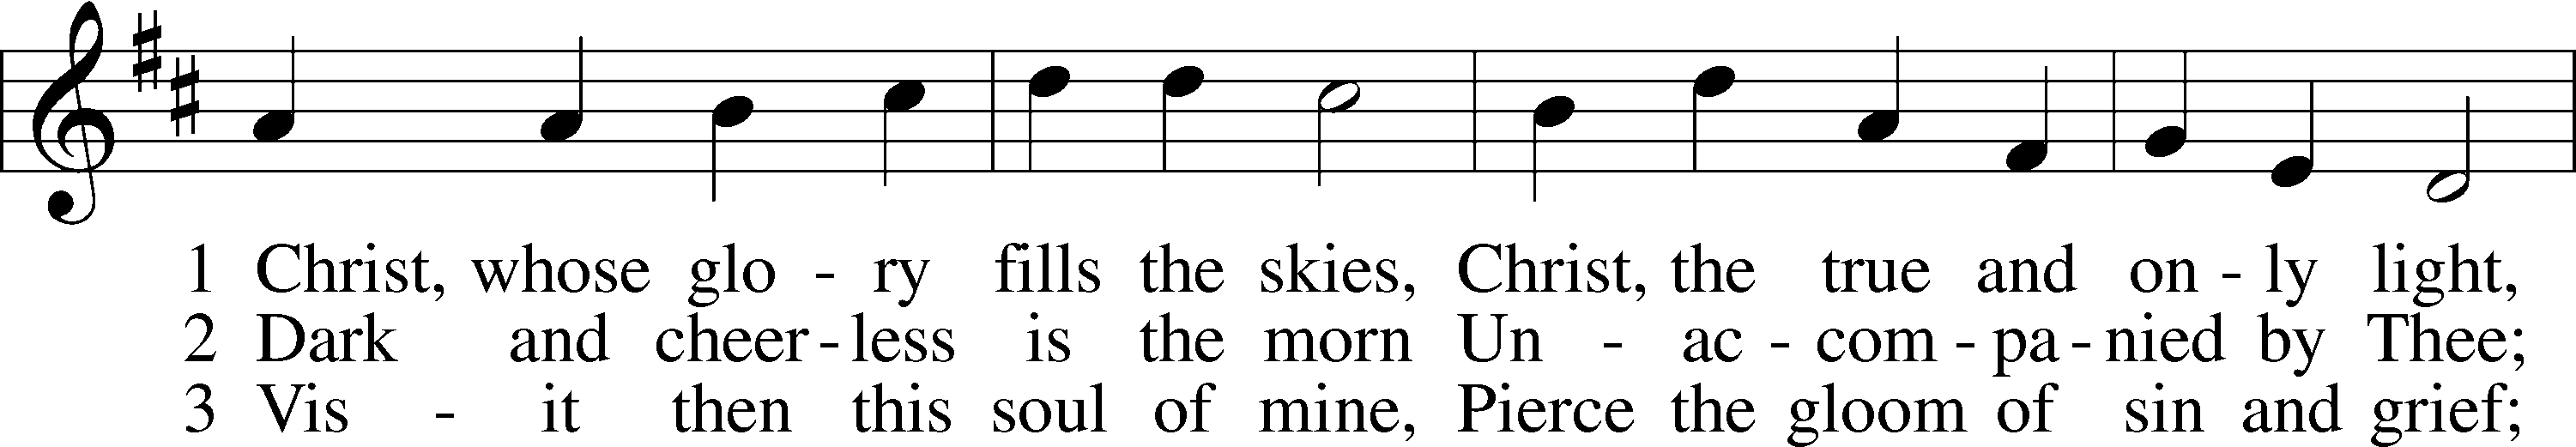 1 Christ, whose glo - ry fills the skies, Christ, the true and on - ly light,
2 Dark and cheer - less is the morn Un - ac - com - pa - nied by Thee;
3 Vis - it then this soul of mine, Pierce the gloom of sin and grief;